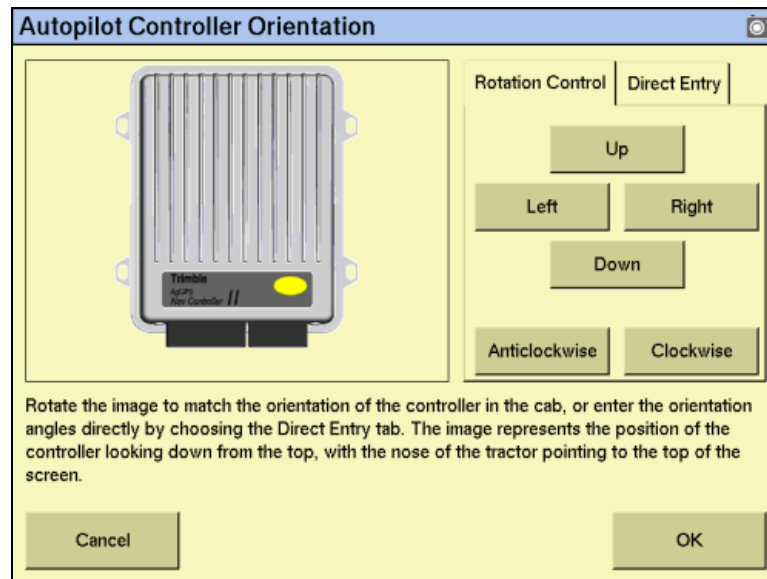 Autopilot Controller Orientation
Rotation Control
Direct Entry
Up
Left
Right
Down
Anticlockwise
Clockwise
Trimble
AgGPS
Nav Controller II
Rotate the image to match the orientation of the controller in the cab, or enter the orientation
angles directly by choosing the Direct Entry tab. The image represents the position of the
controller looking down from the top, with the nose of the tractor pointing to the top of the
screen.
Cancel
OK